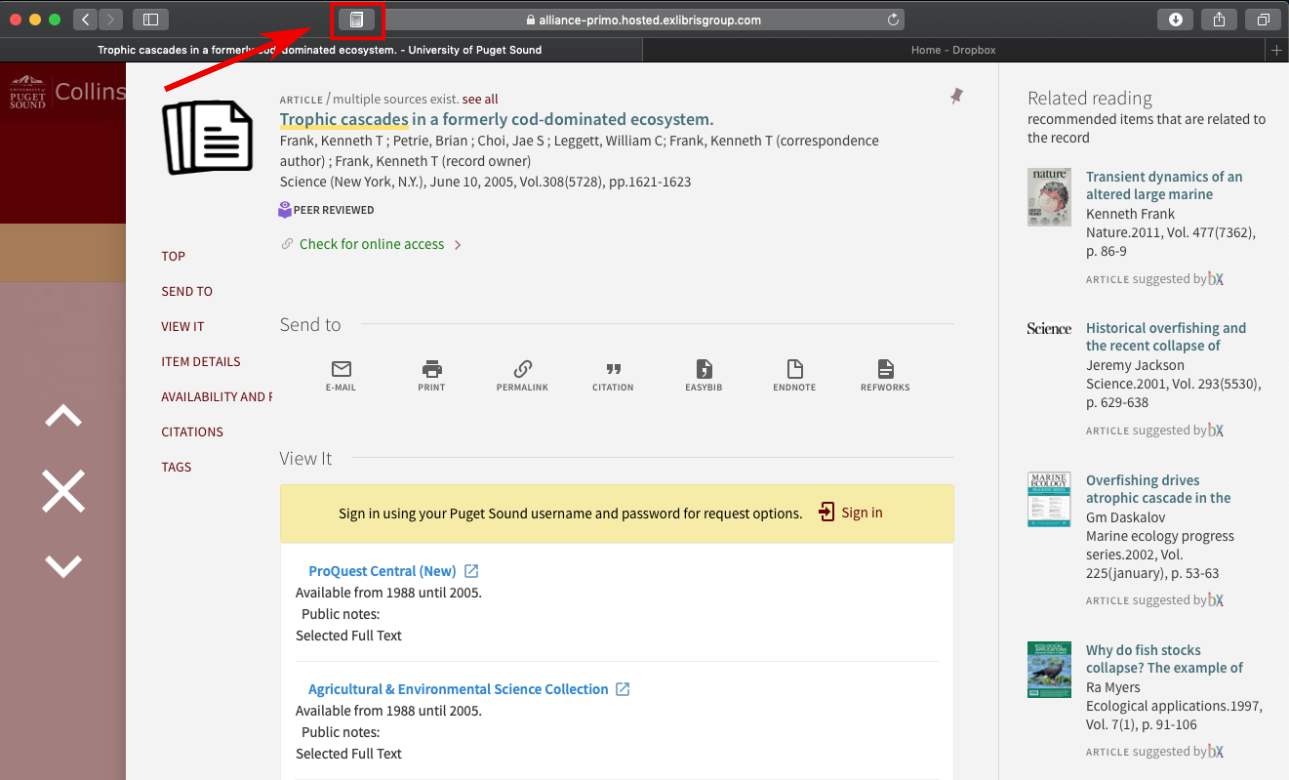 alliance-primo.hosted.exlibrisgroup.com
Trophic cascades in a formerly cod-dominated ecosystem. - University of Puget Sound
Home - Dropbox
UNIVERSITY of
PUGET
SOUND
Collins
ARTICLE / multiple sources exist. see all
Trophic cascades in a formerly cod-dominated ecosystem.
Frank, Kenneth T ; Petrie, Brian ; Choi, Jae S ; Leggett, William C; Frank, Kenneth T (correspondence
author) ; Frank, Kenneth T (record owner)
Science (New York, N.Y.), June 10, 2005, Vol.308(5728), pp.1621-1623
PEER REVIEWED
Check for online access
TOP
SEND TO
VIEW IT
ITEM DETAILS
AVAILABILITY AND
CITATIONS
TAGS
Send to
E-MAIL
PRINT
PERMALINK
CITATION
EASYBIB
ENDNOTE
REFWORKS
View It
Sign in using your Puget Sound username and password for request options. Sign in
ProQuest Central (New)
Available from 1988 until 2005.
Public notes:
Selected Full Text
Agricultural & Environmental Science Collection
Available from 1988 until 2005.
Public notes:
Selected Full Text
Related reading
recommended items that are related to
the record
nature
Transient dynamics of an
altered large marine
Kenneth Frank
Nature.2011, Vol. 477(7362),
p. 86-9
ARTICLE suggested by bX
Science
Historical overfishing and
the recent collapse of
Jeremy Jackson
Science.2001, Vol. 293(5530),
p. 629-638
ARTICLE suggested by bX
MARINE
ECOLOGY
Overfishing drives
atrophic cascade in the
Gm Daskalov
Marine ecology progress
series.2002, Vol.
225(january), p. 53-63
ARTICLE suggested by bX
ECOLOGICAL
APPLICATIONS
Why do fish stocks
collapse? The example of
Ra Myers
Ecological applications.1997,
Vol. 7(1), p. 91-106
ARTICLE suggested by bX